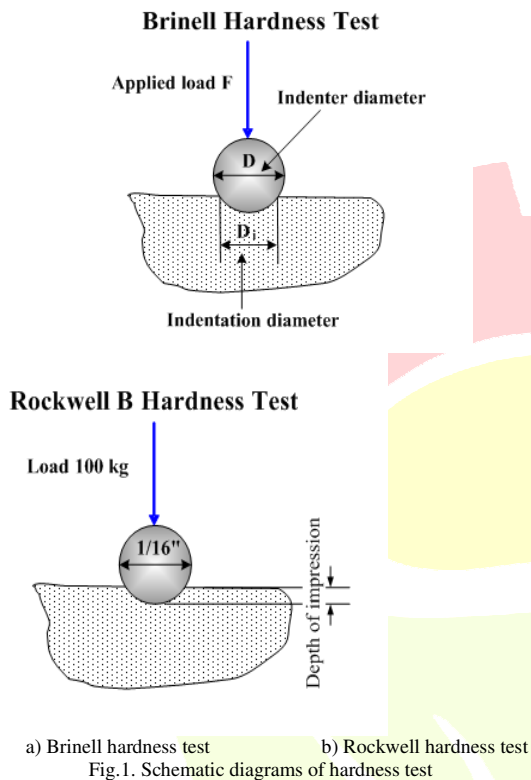 Brinell Hardness Test
Applied load F
Indenter diameter
D
Di
Indentation diameter
Rockwell B Hardness Test
Load 100 kg
1/16"
Depth of impression
a) Brinell hardness test b) Rockwell hardness test
Fig.1. Schematic diagrams of hardness test